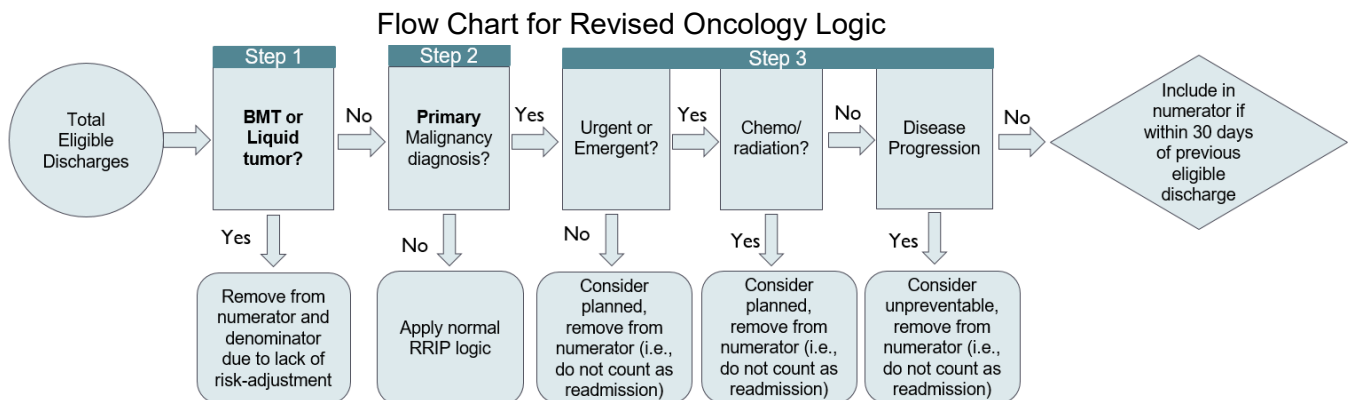 Flow Chart for Revised Oncology Logic
Step 1
Step 2
Step 3
Total
Eligible
Discharges
BMT or
Liquid
tumor?
No
Primary
Malignancy
diagnosis?
Yes
Urgent or
Emergent?
Yes
Chemo/
radiation?
No
Disease
Progression
No
Include in
numerator if
within 30 days
of previous
eligible
discharge
Yes
No
No
Yes
Yes
Remove from
numerator and
denominator
due to lack of
risk-adjustment
Apply normal
RRIP logic
Consider
planned,
remove from
numerator (i.e.,
do not count as
readmission)
Consider
planned,
remove from
numerator (i.e.,
do not count as
readmission)
Consider
unpreventable,
remove from
numerator (i.e.,
do not count as
readmission)